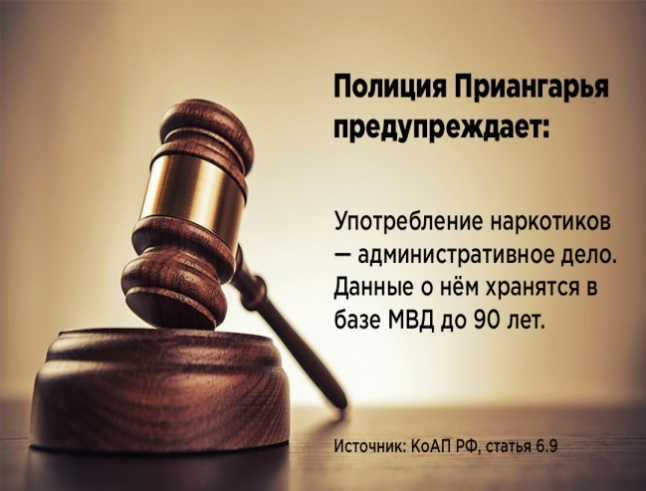 Полиция Приангарья
предупреждает:
Употребление наркотиков
— административное дело.
Данные о нём хранятся в
базе МВД до 90 лет.
Источник: КоАП РФ, статья 6.9